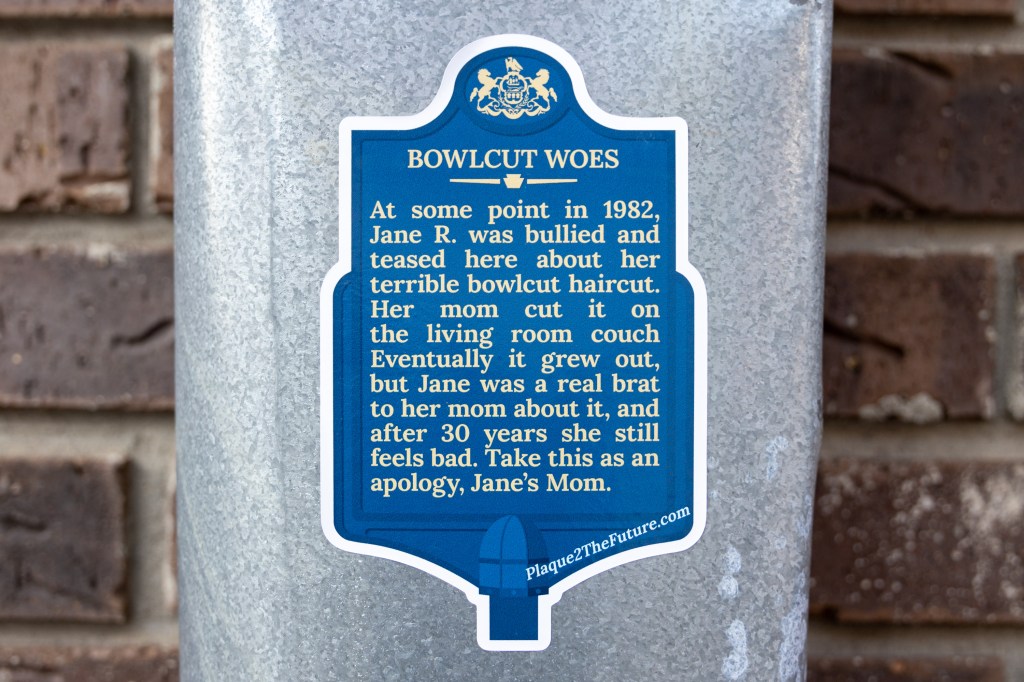 BOWLCUT WOES
At some point in 1982,
Jane R. was bullied and
teased here about her
terrible bowlcut haircut.
Her mom cut it on
the living room couch
Eventually it grew out,
but Jane was a real brat
to her mom about it, and
after 30 years she still
feels bad. Take this as an
apology, Jane's Mom.
Plaque2TheFuture.com